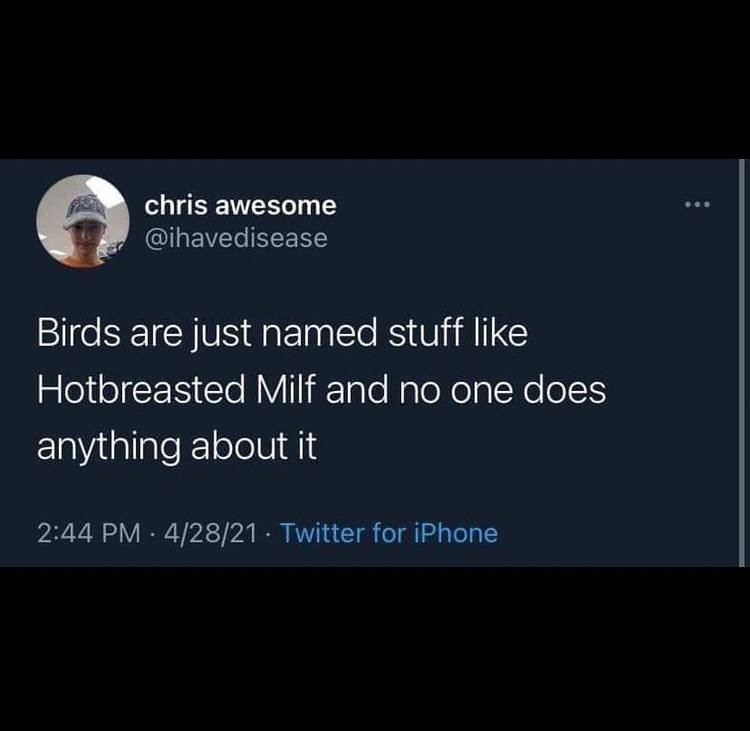 chris awesome
@ihavedisease
Birds are just named stuff like
Hotbreasted Milf and no one does
anything about it
2:44 PM · 4/28/21 · Twitter for iPhone